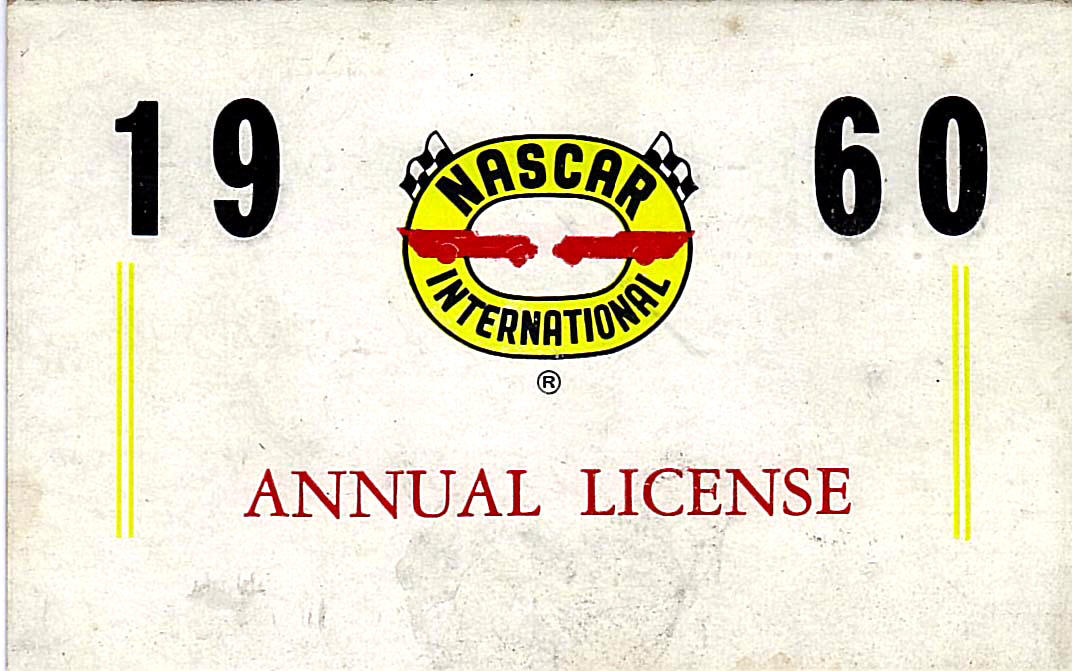 19 60
NASCAR
INTERNATIONAL
®
ANNUAL LICENSE